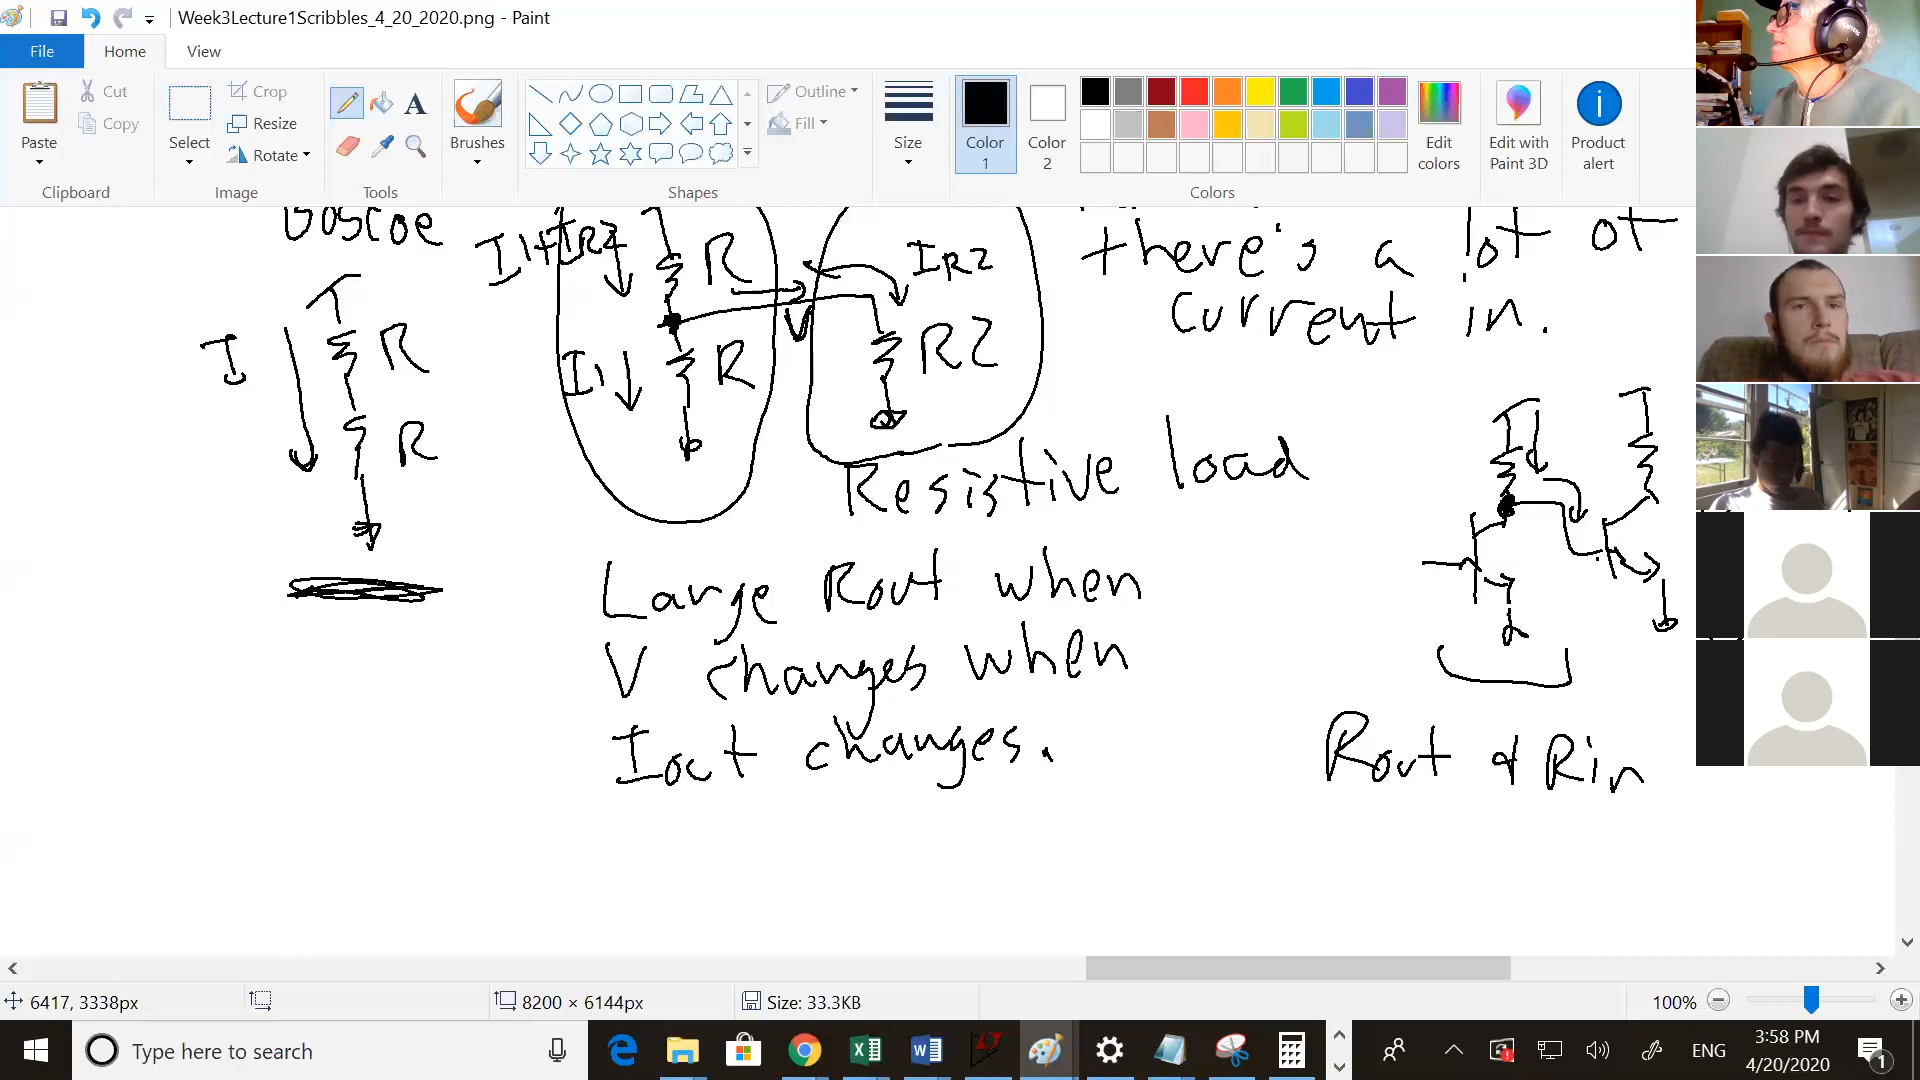 Week3Lecture1Scribbles_4_20_2020.png - Paint
File
Home
View
Paste
Cut
Copy
Clipboard
Select
Crop
Resize
Rotate
Image
Tools
Brushes
Shapes
Outline
Fill
Size
Color 1
Color 2
Colors
Edit colors
Edit with Paint 3D
Product alert
I1+IR2
R
V
IR2
there's a lot of
current in.
I
R
R
I1
R
R2
Resistive load
Large Rout when
V changes when
Iout changes.
Rout & Rin
6417, 3338px
8200 × 6144px
Size: 33.3KB
100%
Type here to search
ENG
3:58 PM
4/20/2020
1